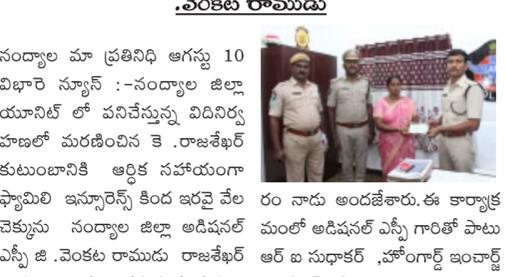 .వెంకట రాముడు
నంద్యాల మా ప్రతినిధి ఆగస్టు 10
విభారె న్యూస్ :-నంద్యాల జిల్లా
యూనిట్ లో పనిచేస్తున్న విదినిర్వ
హణలో మరణించిన కె .రాజశేఖర్
కుటుంబానికి ఆర్ధిక సహాయంగా
ఫ్యామిలి ఇన్సూరెన్స్ కింద ఇరవై వేల
చెక్కును నంద్యాల జిల్లా అడిషనల్
ఎస్పీ జి .వెంకట రాముడు రాజశేఖర్
రం నాడు అందజేశారు.ఈ కార్యాక్ర
మంలో అడిషనల్ ఎస్పీ గారితో పాటు
ఆర్ ఐ సుధాకర్ ,హోంగార్డ్ ఇంచార్జ్